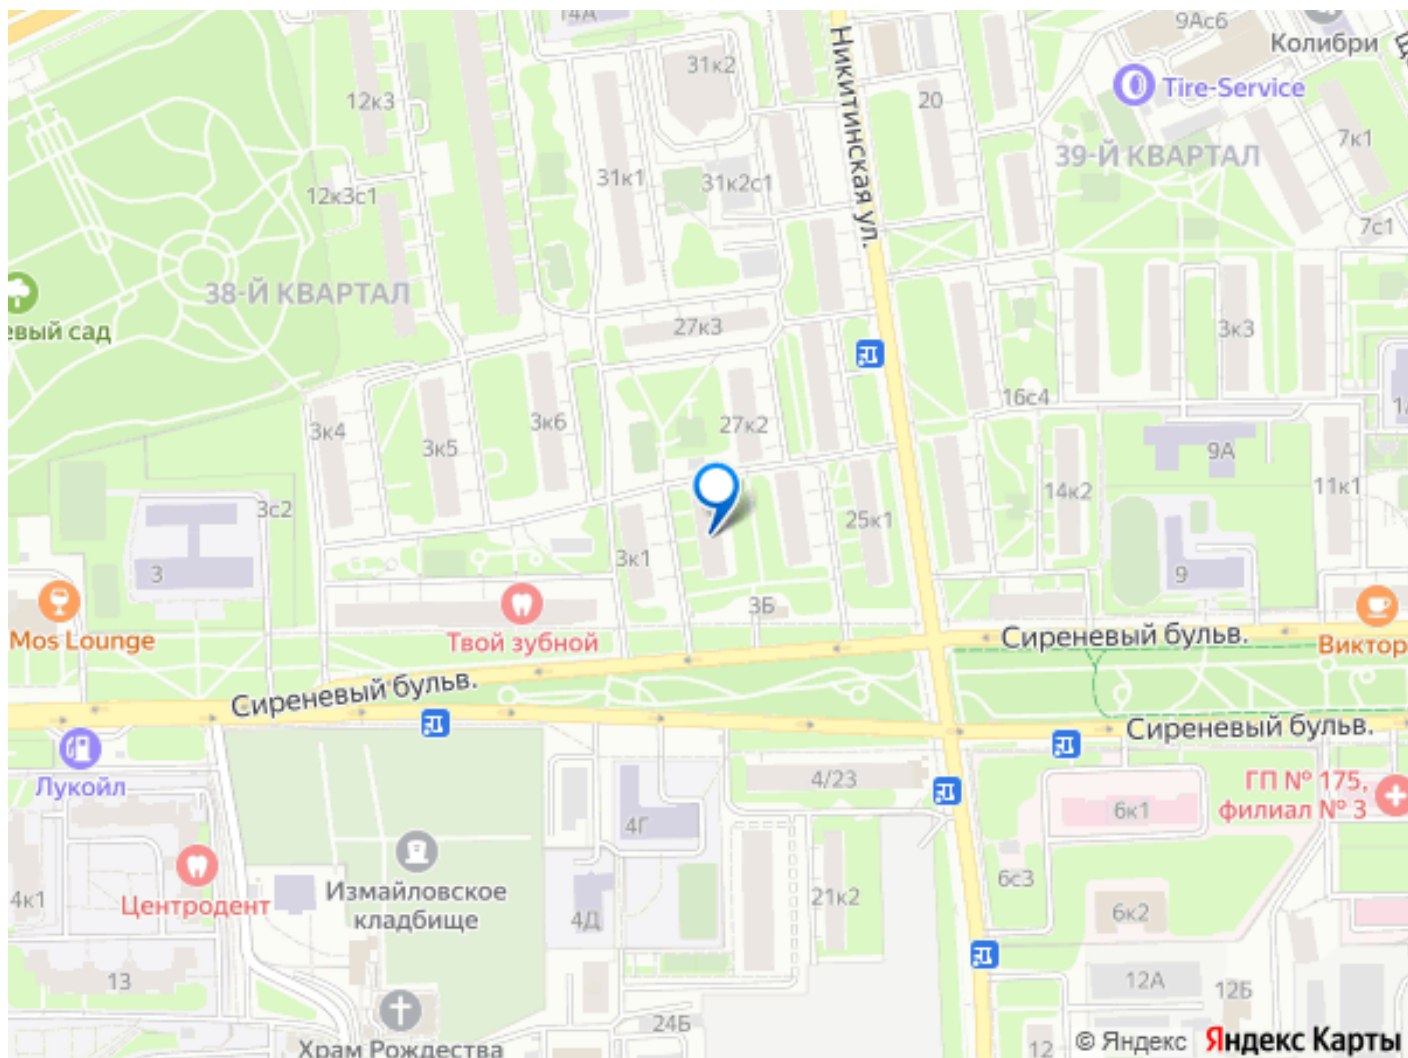 14А
9Ас6
Колибри
31к2
Никитинская ул.
12к3
20
Tire-Service
7к1
39-Й КВАРТАЛ
31к1
31к2с1
12к3с1
7с1
38-Й КВАРТАЛ
евый сад
27к3
3к3
16с4
3к4
3к5
3к6
27к2
9А
14к2
11к1
3с2
25к1
3к1
3
9
3Б
Mos Lounge
Твой зубной
Сиреневый бульв.
Виктор
Сиреневый бульв.
Сиреневый бульв.
Лукойл
4/23
ГП № 175,
филиал № 3
6к1
4Г
6с3
4к1
Центродент
Измайловское
кладбище
4Д
21к2
6к2
13
12А
12Б
24Б
Храм Рождества
12
© Яндекс Яндекс Карты